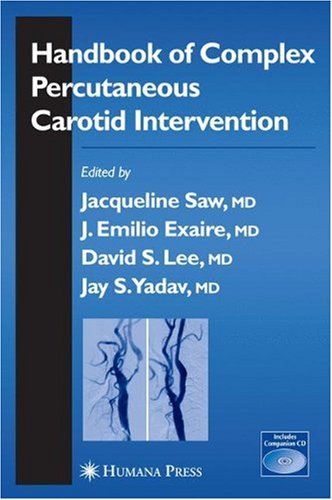 Handbook of Complex
Percutaneous
Carotid Intervention
Edited by
Jacqueline Saw, MD
J. Emilio Exaire, MD
David S. Lee, MD
Jay S. Yadav, MD
Includes
Companion CD
HUMANA PRESS